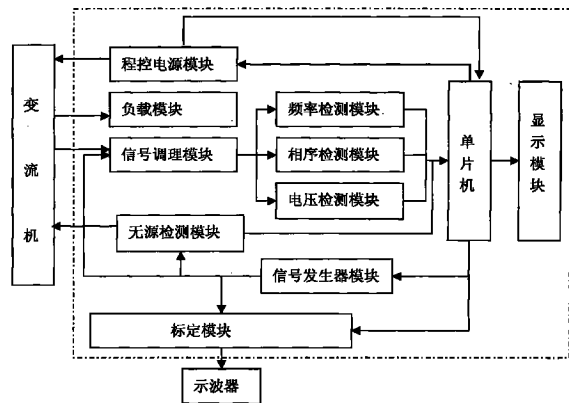 变流机
程控电源模块
负载模块
信号调理模块
频率检测模块
相序检测模块
电压检测模块
单片机
显示模块
无源检测模块
信号发生器模块
标定模块
示波器